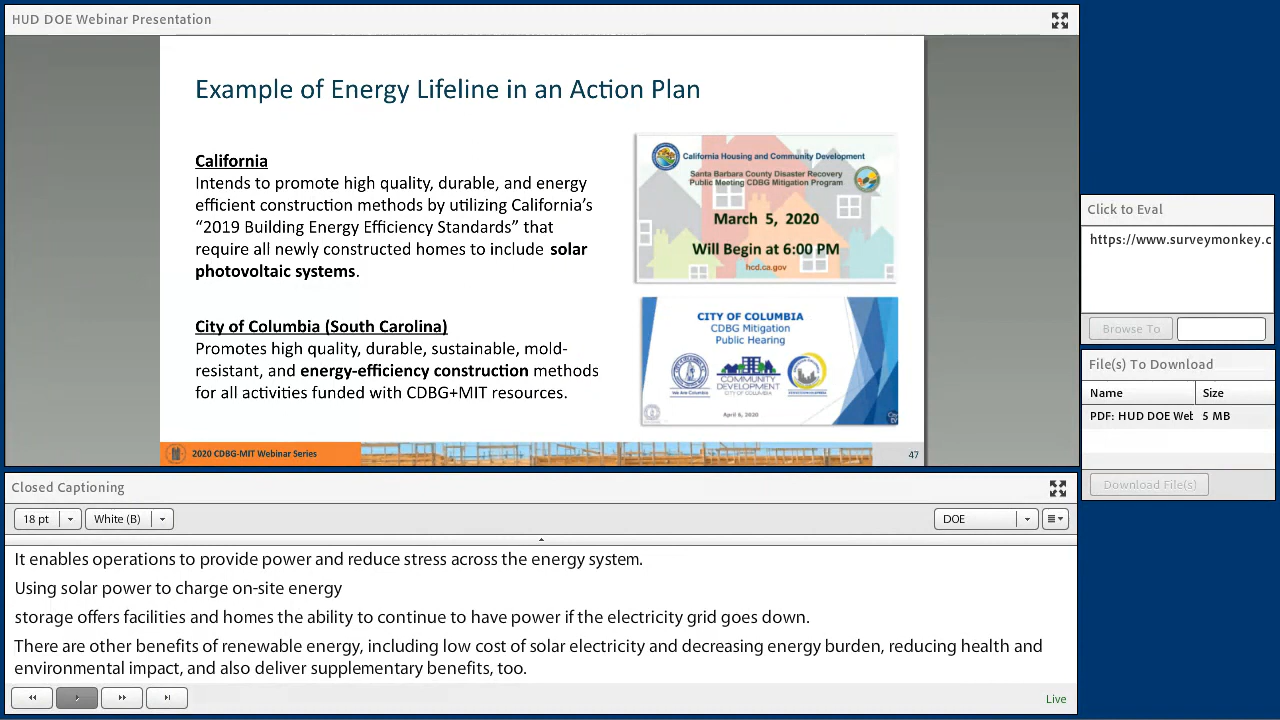 HUD DOE Webinar Presentation
Example of Energy Lifeline in an Action Plan
California
Intends to promote high quality, durable, and energy
efficient construction methods by utilizing California's
“2019 Building Energy Efficiency Standards” that
require all newly constructed homes to include solar
photovoltaic systems.
City of Columbia (South Carolina)
Promotes high quality, durable, sustainable, mold-
resistant, and energy-efficiency construction methods
for all activities funded with CDBG+MIT resources.
California Housing and Community Development
Santa Barbara County Disaster Recovery
Public Meeting CDBG Mitigation Program
March 5, 2020
Will Begin at 6:00 PM
hcd.ca.gov
CITY OF COLUMBIA
CDBG Mitigation
Public Hearing
We Are Columbia
COMMUNITY
DEVELOPMENT
CITY OF COLUMBIA
April 6, 2020
2020 CDBG-MIT Webinar Series
47
Click to Eval
https://www.surveymonkey.c
Browse To
File(s) To Download
Name Size
PDF: HUD DOE Wet 5 MB
Download File(s)
Closed Captioning
18 pt
White (B)
DOE
It enables operations to provide power and reduce stress across the energy system.
Using solar power to charge on-site energy
storage offers facilities and homes the ability to continue to have power if the electricity grid goes down.
There are other benefits of renewable energy, including low cost of solar electricity and decreasing energy burden, reducing health and
environmental impact, and also deliver supplementary benefits, too.
Live